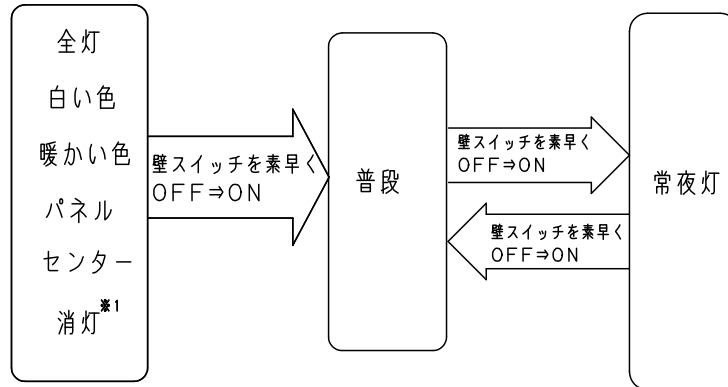 全灯
白い色
暖かい色
パネル
センター
消灯※1
壁スイッチを素早く
OFF⇒ON
普段
壁スイッチを素早く
OFF⇒ON
壁スイッチを素早く
OFF⇒ON
常夜灯